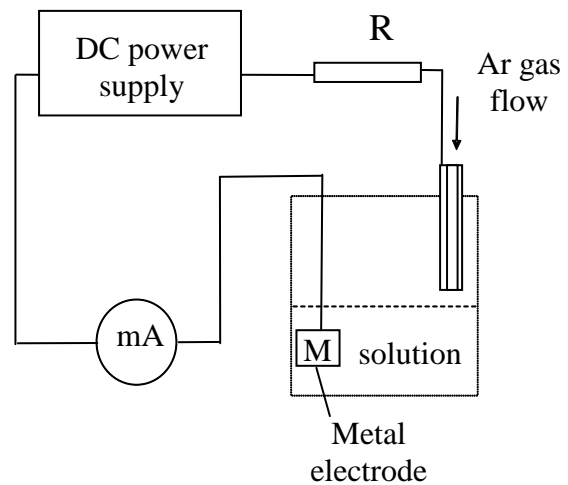 DC power
supply
R
Ar gas
flow
mA
M
solution
Metal
electrode